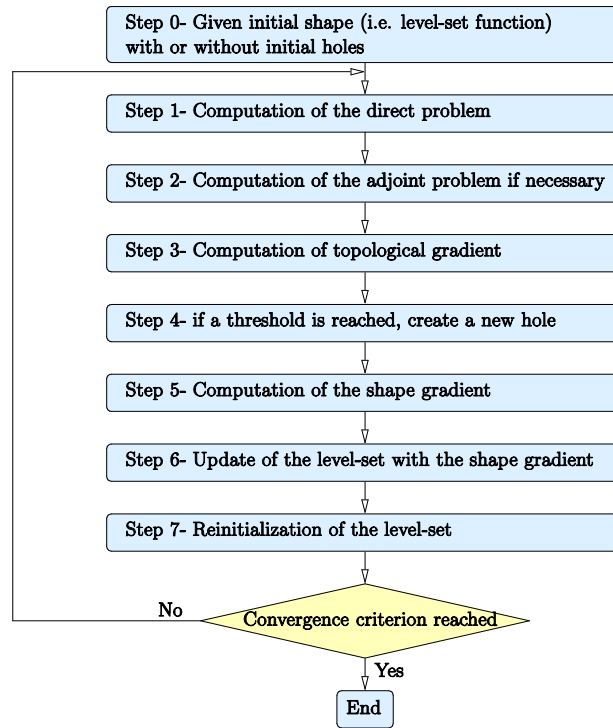 Step 0- Given initial shape (i.e. level-set function)
with or without initial holes
Step 1- Computation of the direct problem
Step 2- Computation of the adjoint problem if necessary
Step 3- Computation of topological gradient
Step 4- if a threshold is reached, create a new hole
Step 5- Computation of the shape gradient
Step 6- Update of the level-set with the shape gradient
Step 7- Reinitialization of the level-set
No
Convergence criterion reached
Yes
End